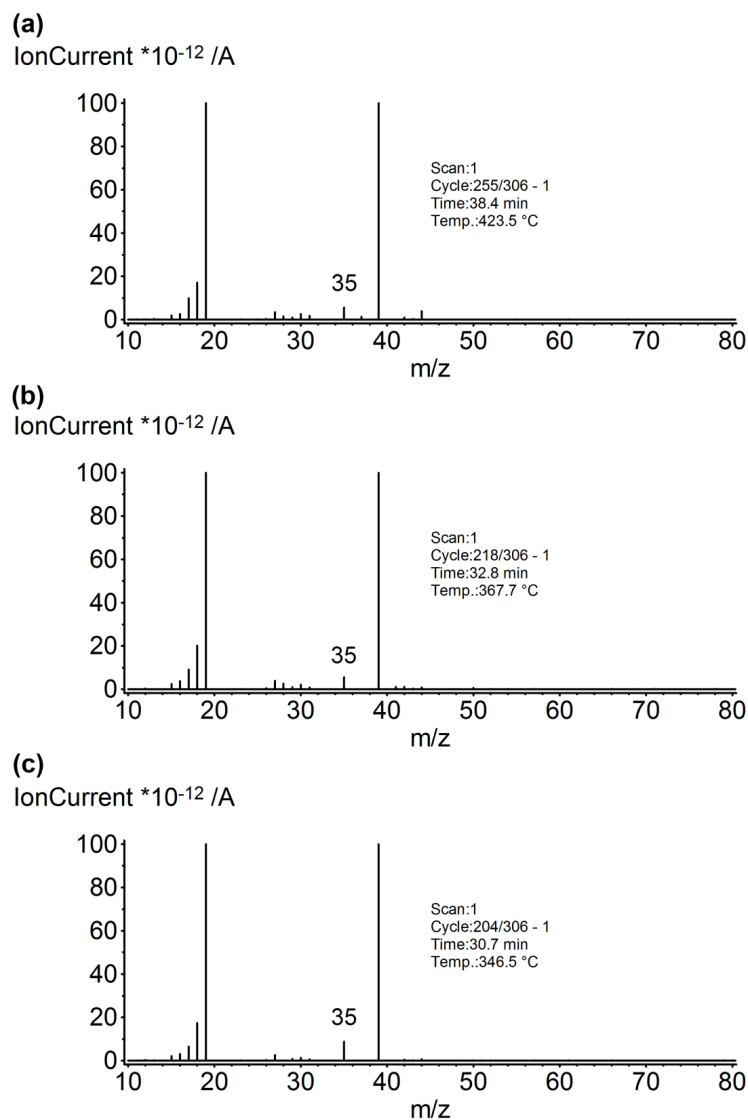 (a)
IonCurrent *10-12 /A
100
80
60
40
20
0
35
Scan:1
Cycle:255/306 - 1
Time:38.4 min
Temp.:423.5 °C
10 20 30 40 50 60 70 80
m/z
(b)
IonCurrent *10-12 /A
100
80
60
40
20
0
35
Scan:1
Cycle:218/306 - 1
Time:32.8 min
Temp.:367.7 °C
10 20 30 40 50 60 70 80
m/z
(c)
IonCurrent *10-12 /A
100
80
60
40
20
0
35
Scan:1
Cycle:204/306 - 1
Time:30.7 min
Temp.:346.5 °C
10 20 30 40 50 60 70 80
m/z